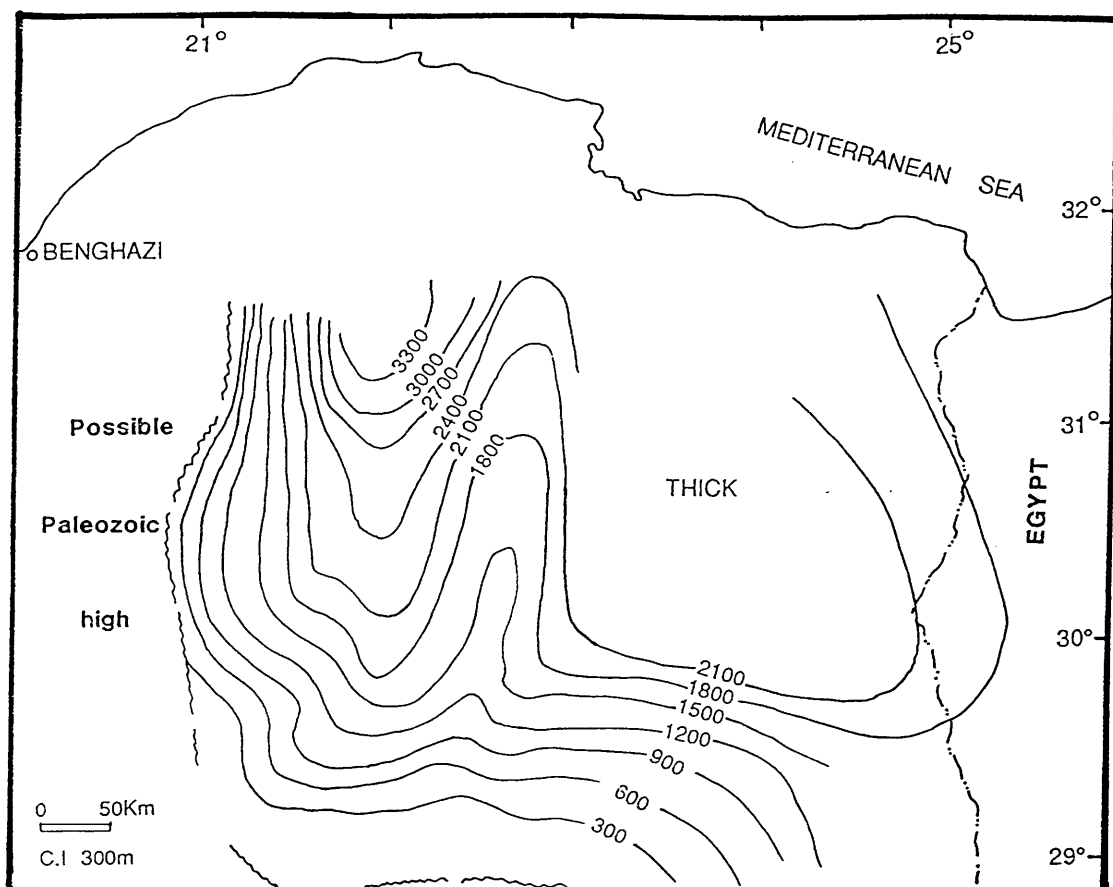 21°
25°
MEDITERRANEAN SEA
32°
BENGHAZI
3300
3000
2700
2400
2100
1800
31°
Possible
THICK
EGYPT
Paleozoic
high
30°
2100
1800
1500
1200
900
600
300
0 50Km
C.I 300m
29°